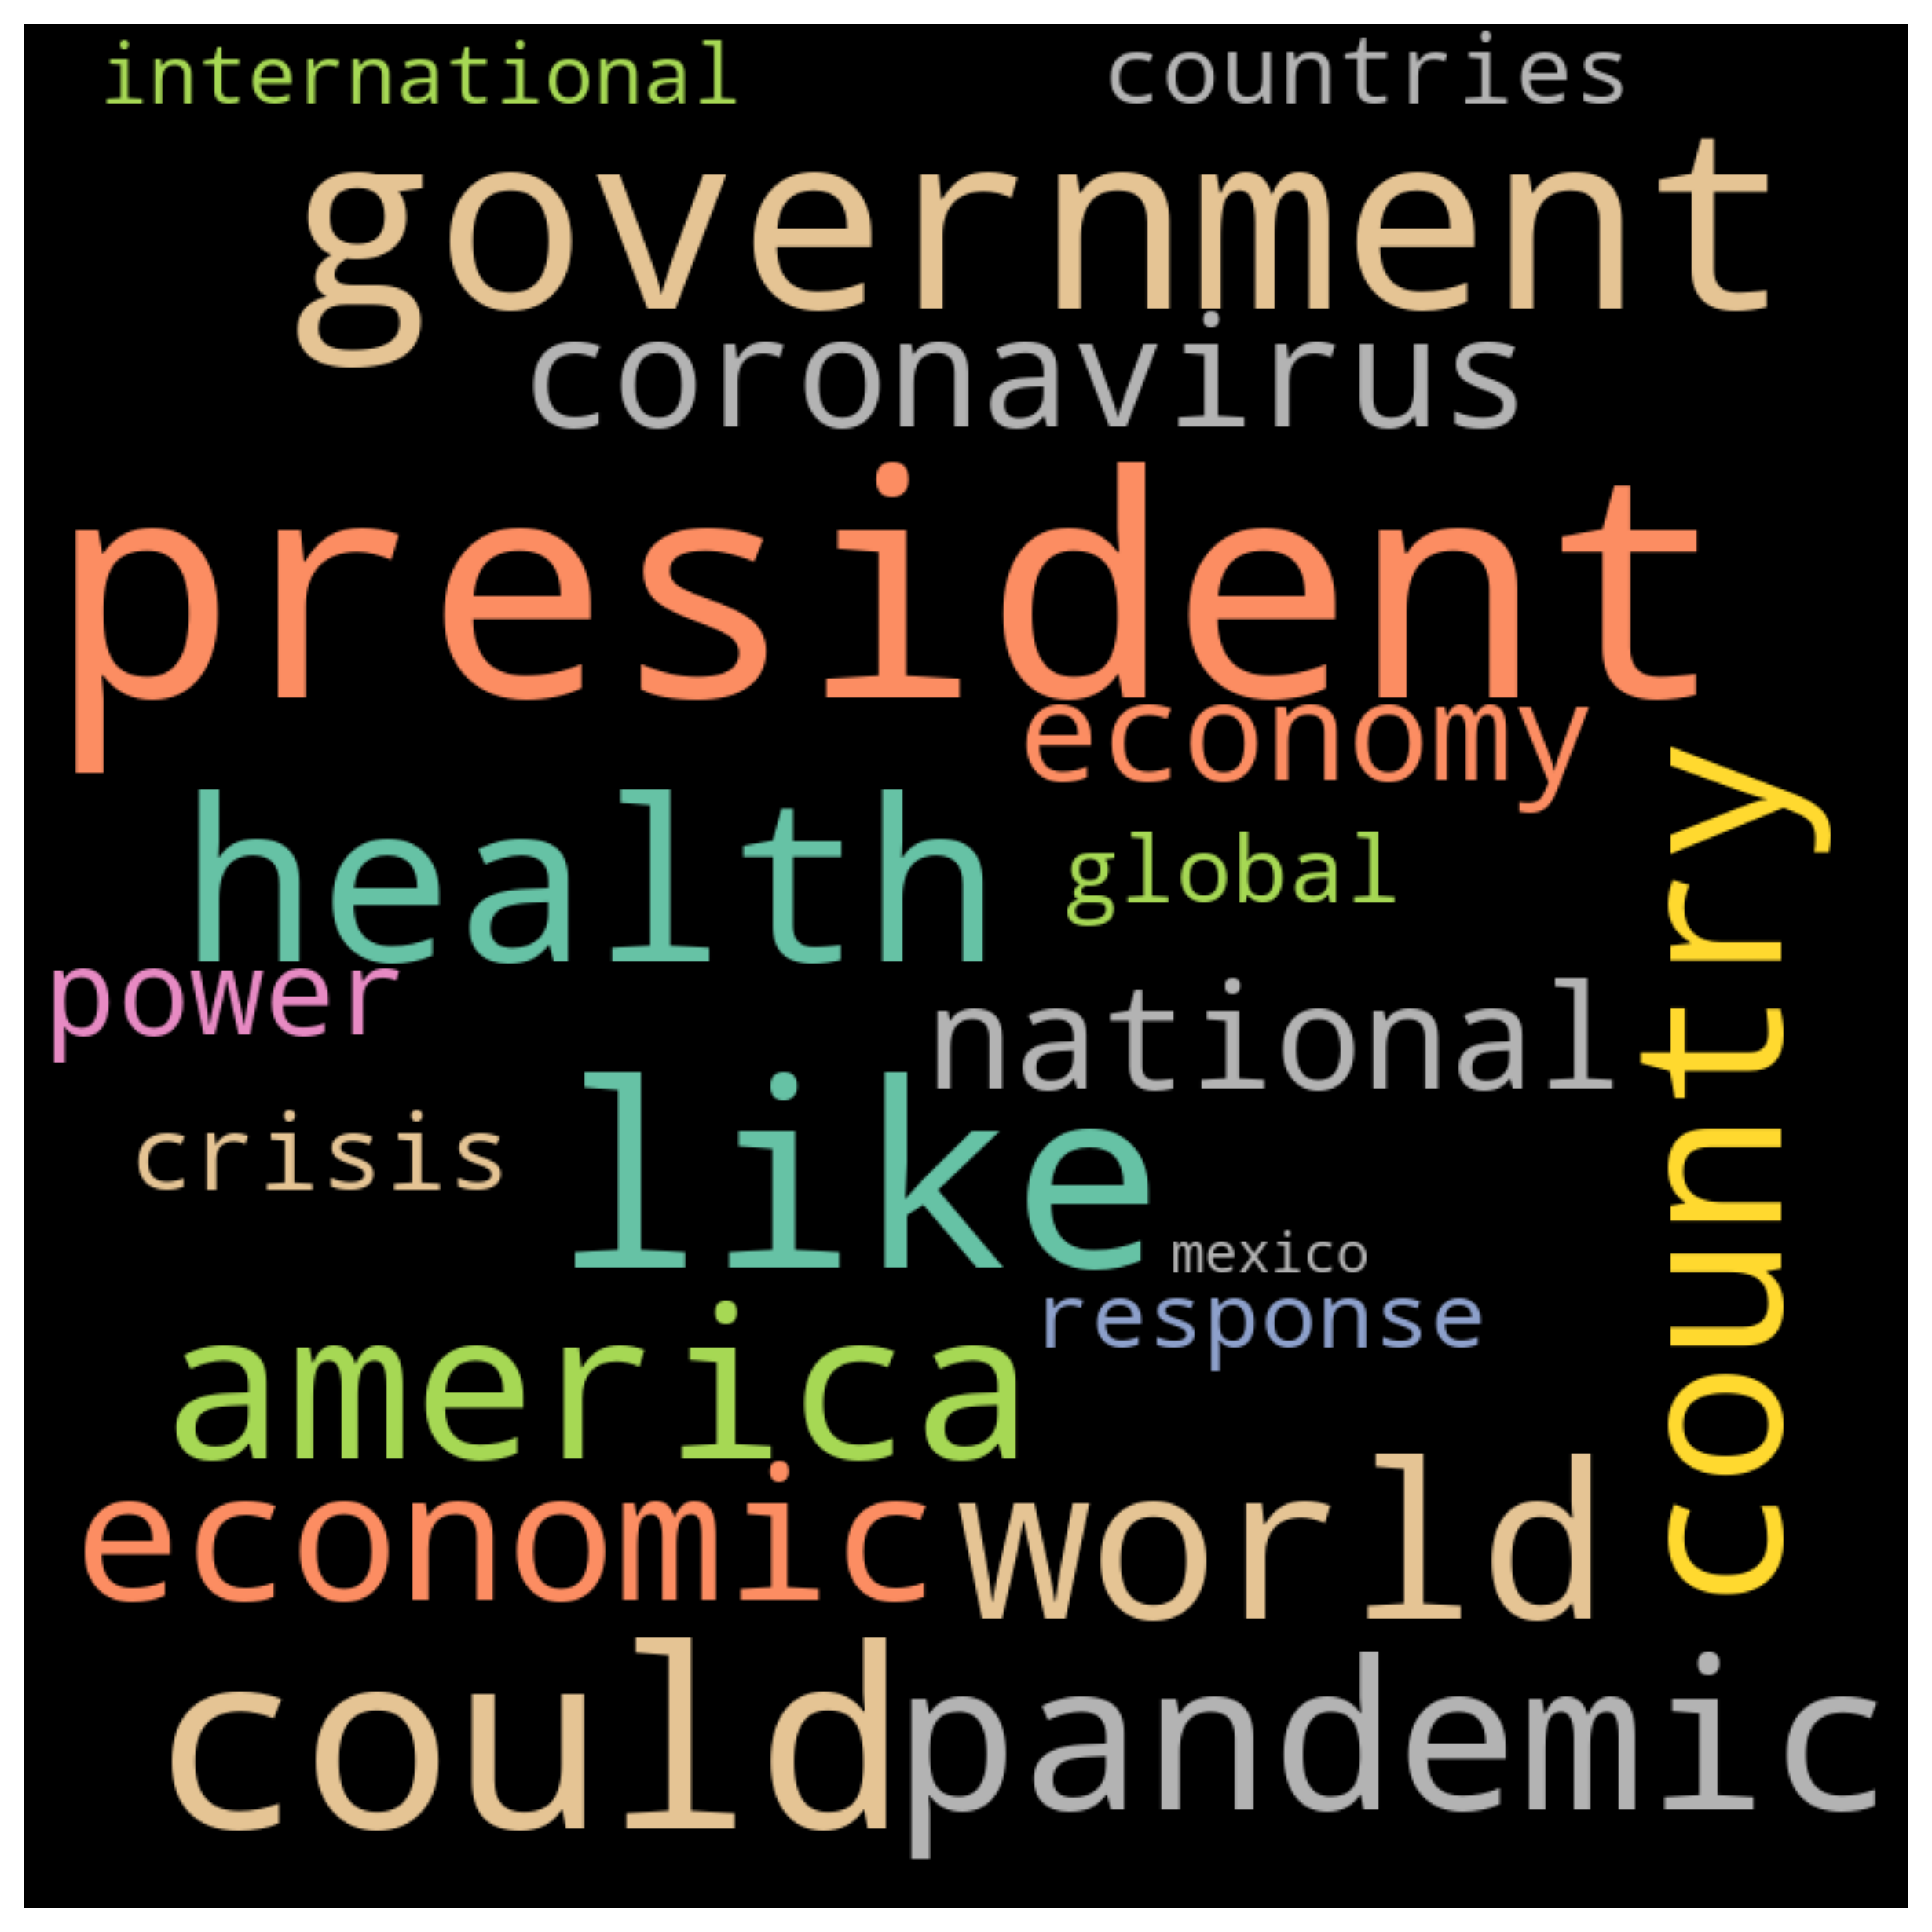 international countries
government
coronavirus
president
economy
health
global
country
power
national
like
crisis
mexico
response
america
economic world
could pandemic